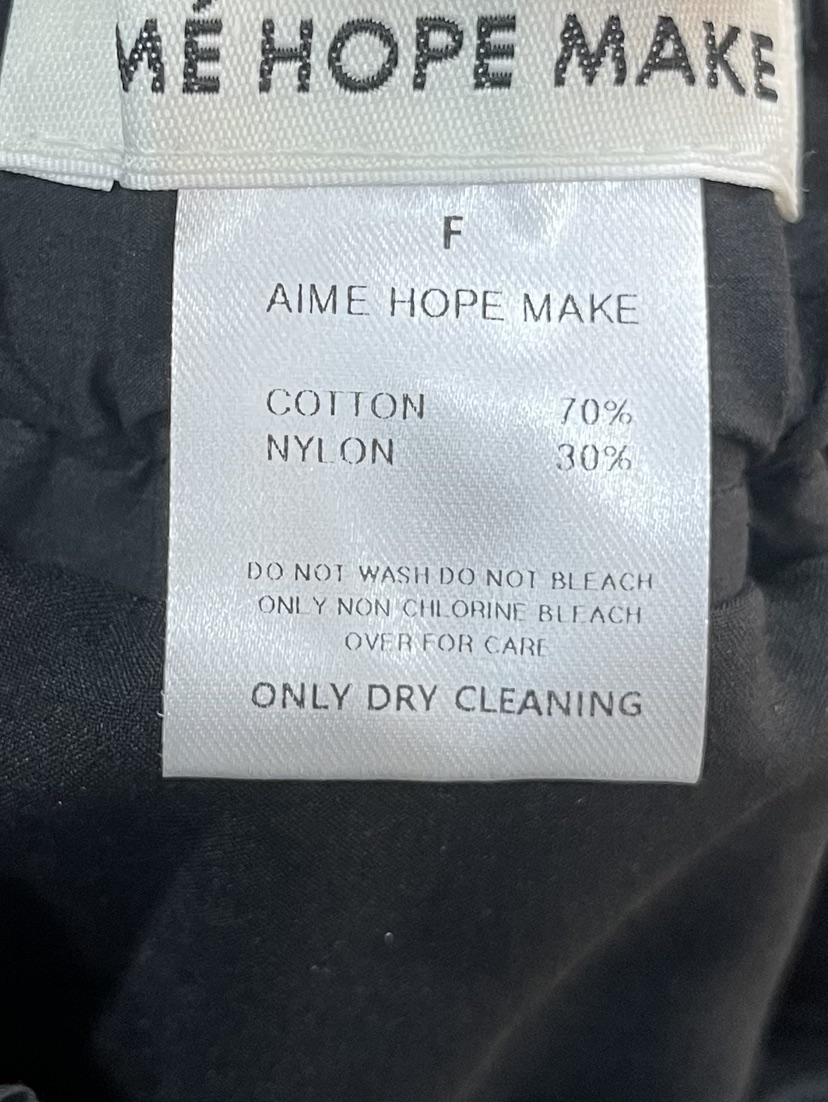 MÉ HOPE MAKE
F
AIME HOPE MAKE
COTTON 70%
NYLON 30%
DO NOT WASH DO NOT BLEACH
ONLY NON CHLORINE BLEACH
OVER FOR CARE
ONLY DRY CLEANING